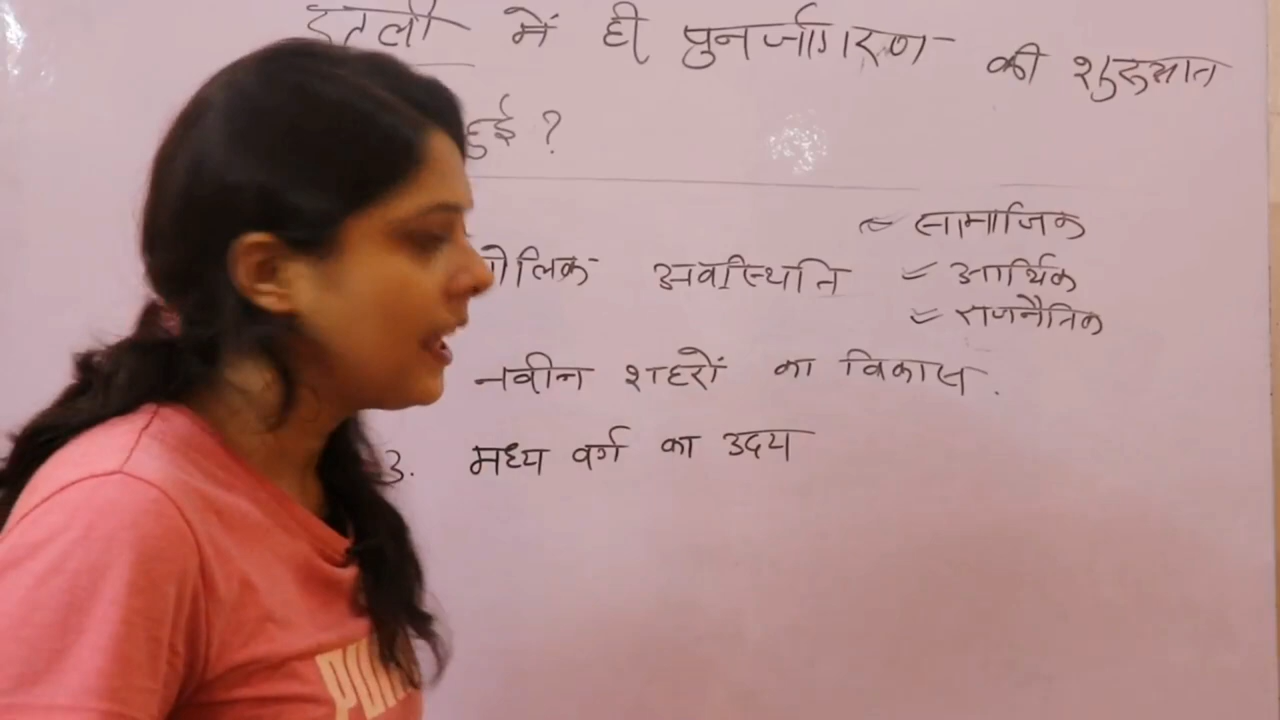 इटली में ही पुनर्जागरण की शुरुआत
हुई ?
गोलिक अवस्थिति
सामाजिक
आर्थिक
राजनैतिक
नवीन शहरों का विकास .
3. मध्य वर्ग का उदय